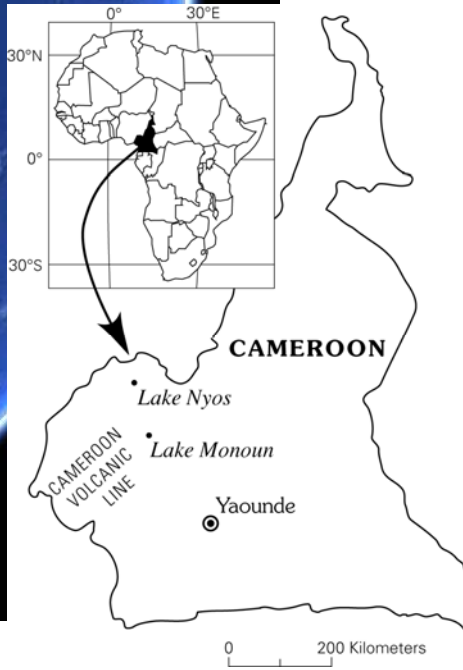 0° 30°E
30°N
0°
30°S
CAMEROON
Lake Nyos
Lake Monoun
CAMEROON
VOLCANIC
LINE
Yaounde
0 200 Kilometers